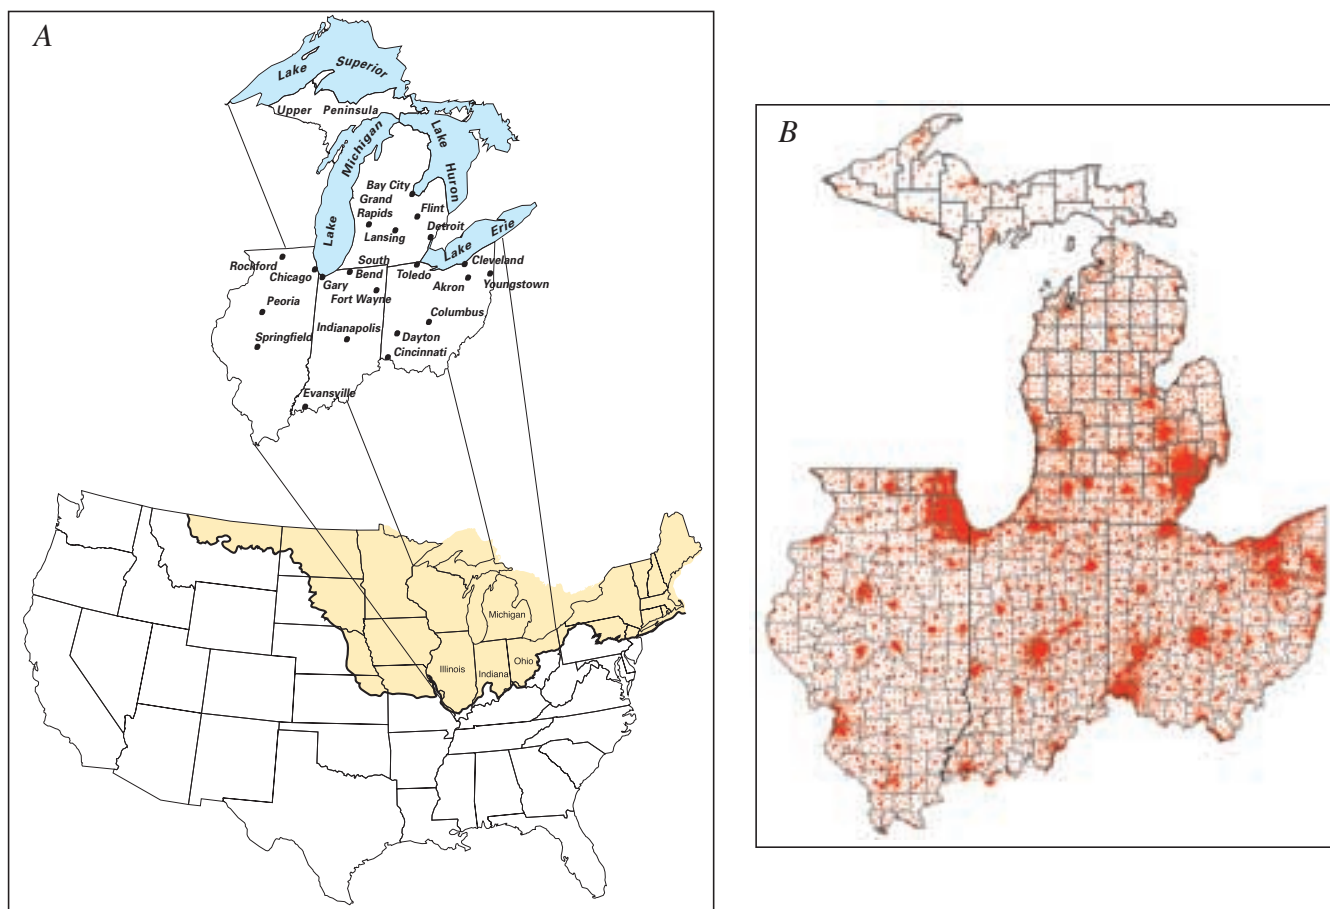 A
Lake Superior
Upper Peninsula
Lake Michigan
Lake Huron
Bay City
Grand
Rapids
Flint
Lansing
Detroit
Lake Erie
Rockford
Chicago
Gary
South
Bend
Toledo
Cleveland
Akron
Youngstown
Fort Wayne
Peoria
Columbus
Springfield
Indianapolis
Dayton
Cincinnati
Evansville
Michigan
Illinois
Indiana
Ohio
B